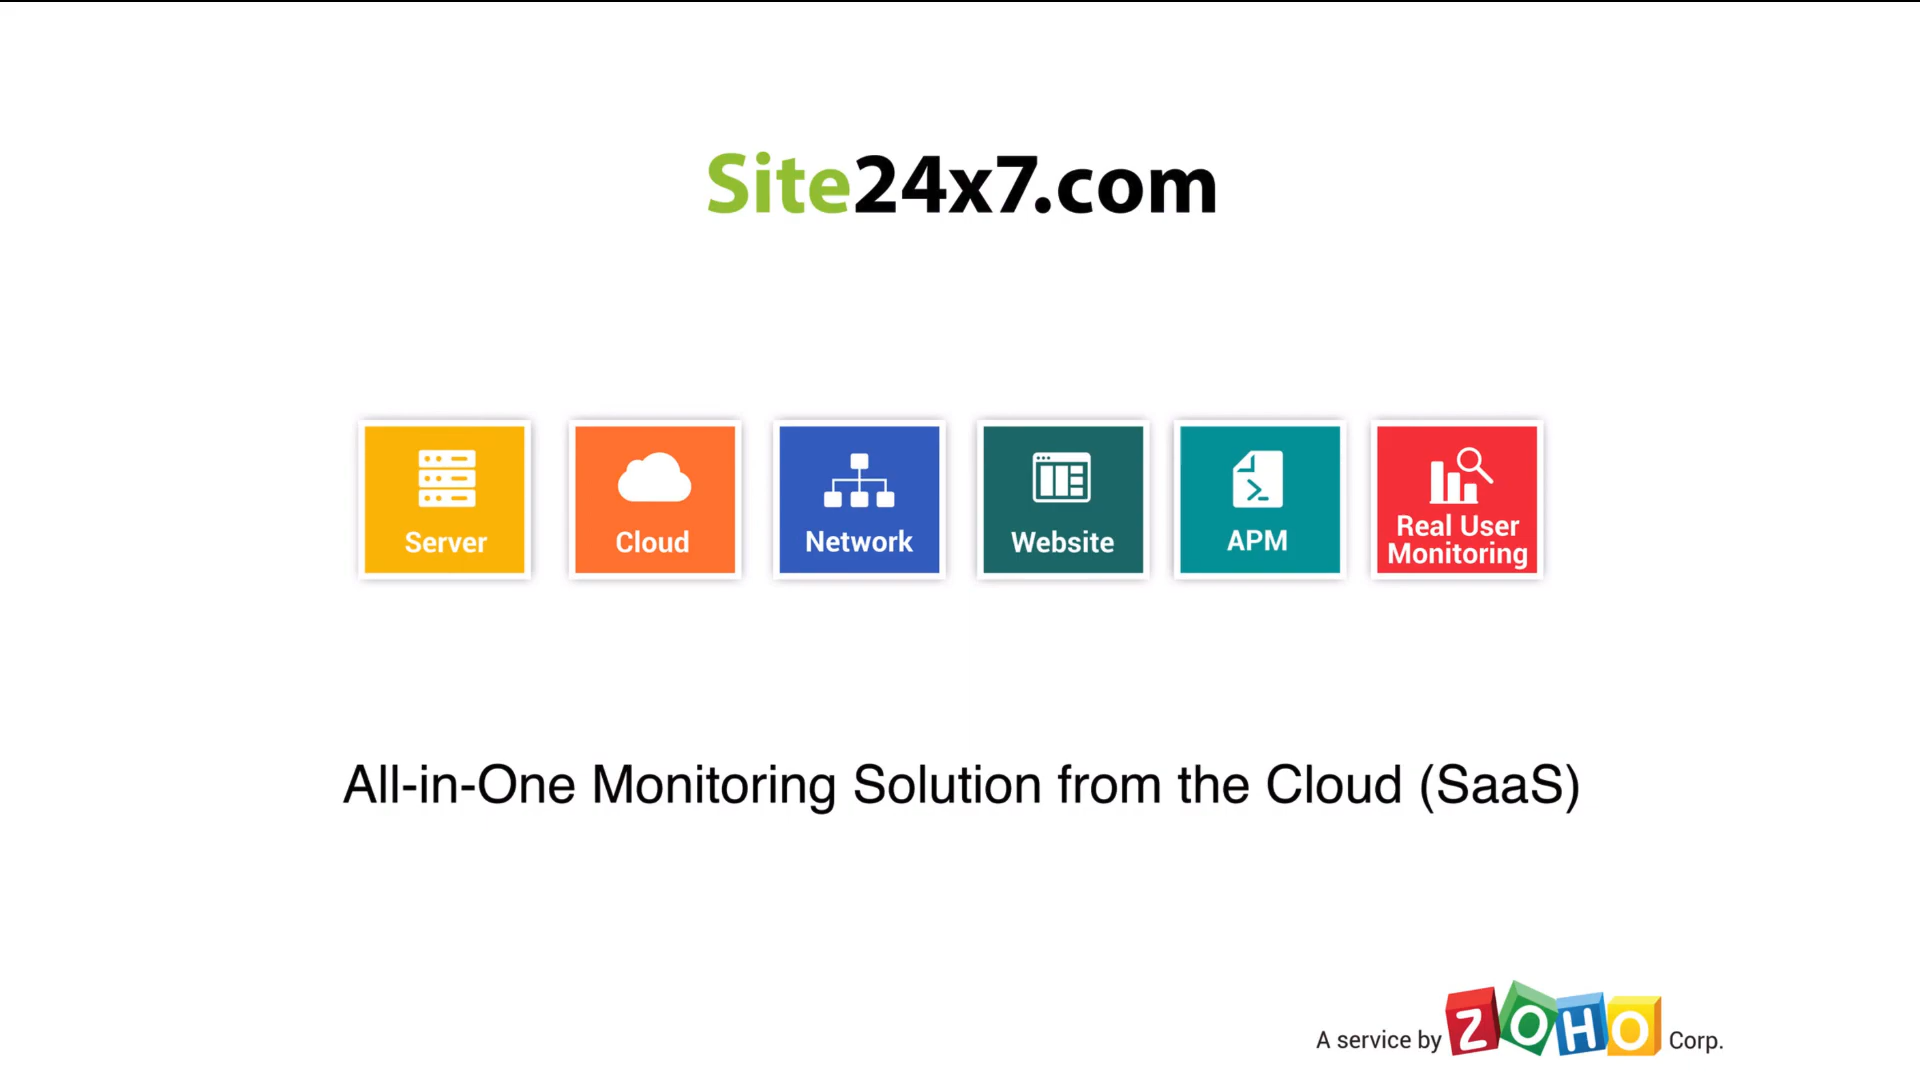 Site24x7.com
Server
Cloud
Network
Website
APM
Real User
Monitoring
All-in-One Monitoring Solution from the Cloud (SaaS)
A service by ZOHO Corp.